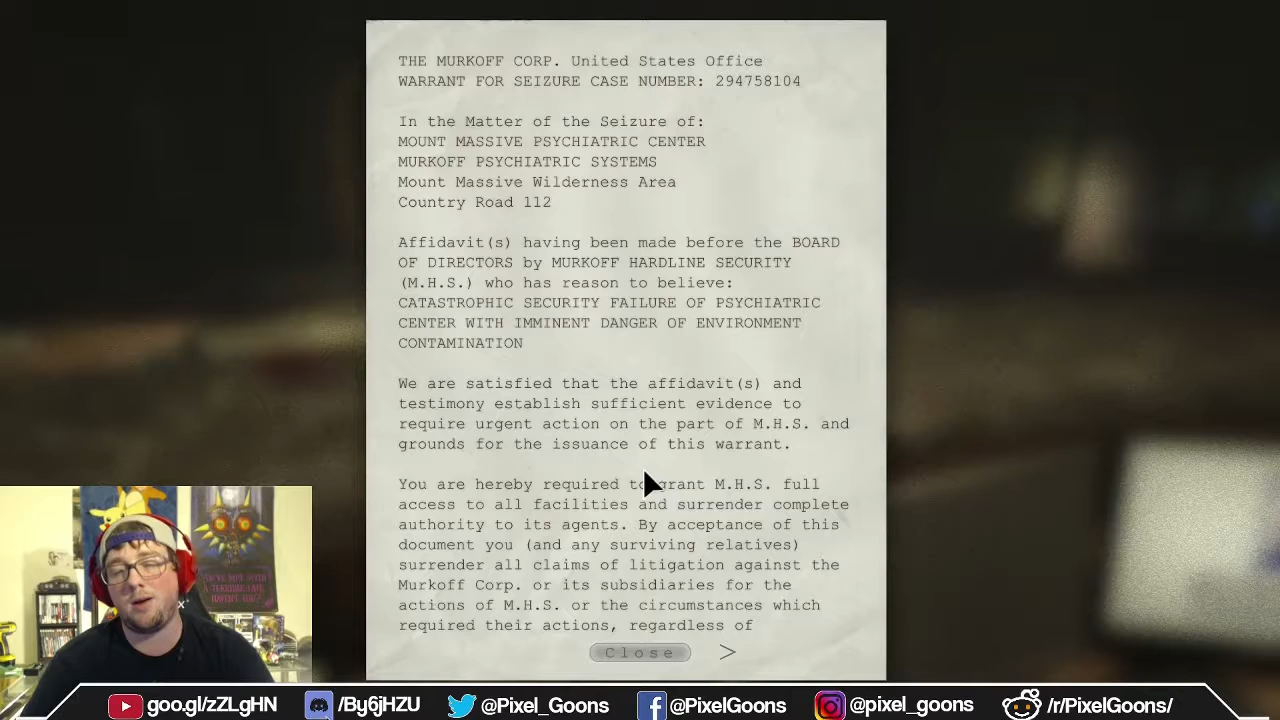 THE MURKOFF CORP. United States Office
WARRANT FOR SEIZURE CASE NUMBER: 294758104
In the Matter of the Seizure of:
MOUNT MASSIVE PSYCHIATRIC CENTER
MURKOFF PSYCHIATRIC SYSTEMS
Mount Massive Wilderness Area
Country Road 112
Affidavit(s) having been made before the BOARD
OF DIRECTORS by MURKOFF HARDLINE SECURITY
(M.H.S.) who has reason to believe:
CATASTROPHIC SECURITY FAILURE OF PSYCHIATRIC
CENTER WITH IMMINENT DANGER OF ENVIRONMENT
CONTAMINATION
We are satisfied that the affidavit(s) and
testimony establish sufficient evidence to
require urgent action on the part of M.H.S. and
grounds for the issuance of this warrant.
You are hereby required to grant M.H.S. full
access to all facilities and surrender complete
authority to its agents. By acceptance of this
document you (and any surviving relatives)
surrender all claims of litigation against the
Murkoff Corp. or its subsidiaries for the
actions of M.H.S. or the circumstances which
required their actions, regardless of
Close >
goo.gl/zZLgHN /By6jHZU @Pixel_Goons @PixelGoons @pixel_goons /r/PixelGoons/